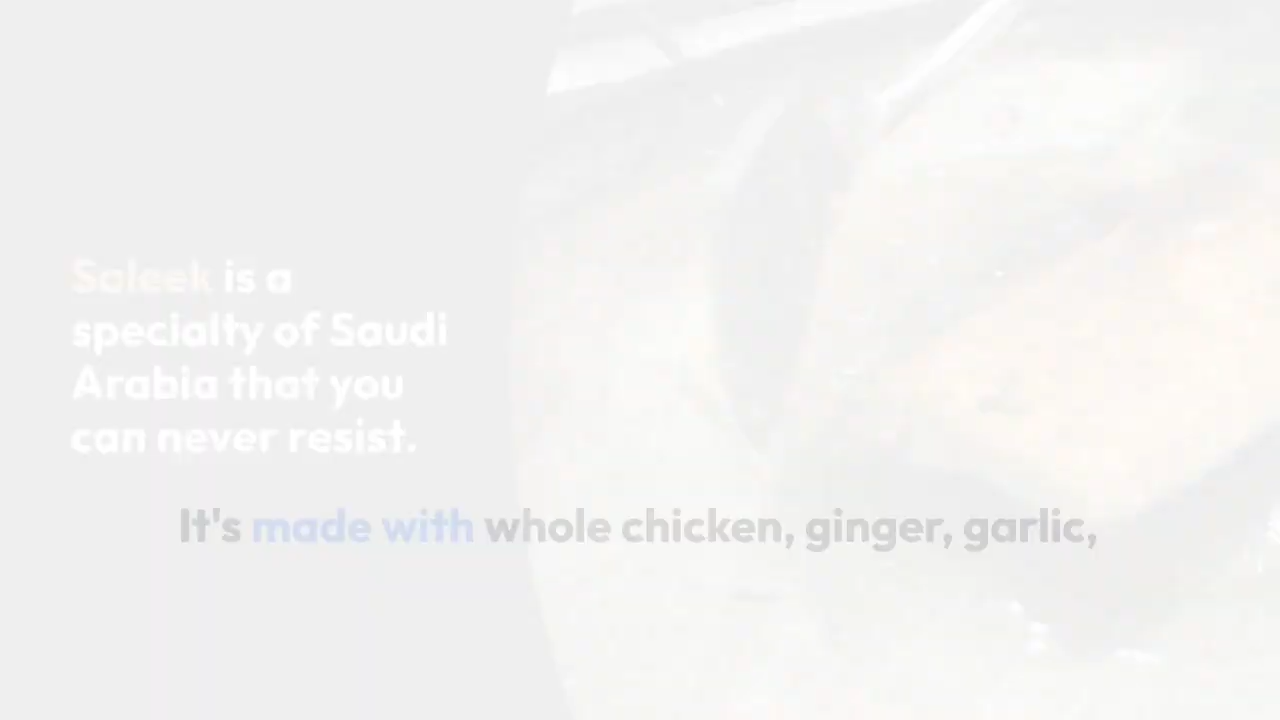 Saleek is a
specialty of Saudi
Arabia that you
can never resist.
It's made with whole chicken, ginger, garlic,